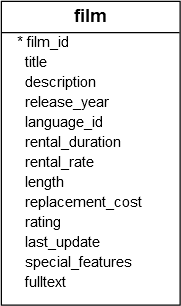 film
* film_id
title
description
release_year
language_id
rental_duration
rental_rate
length
replacement_cost
rating
last_update
special_features
fulltext